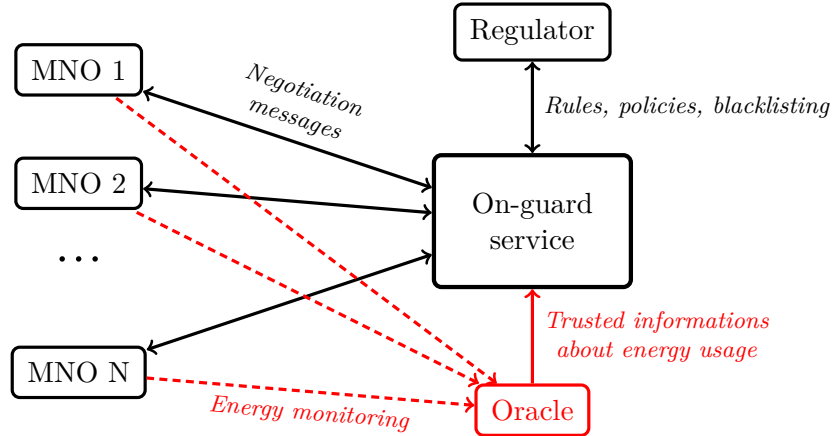 Regulator
MNO 1
Negotiation
messages
Rules, policies, blacklisting
MNO 2
On-guard
service
...
Trusted informations
about energy usage
MNO N
Energy monitoring
Oracle